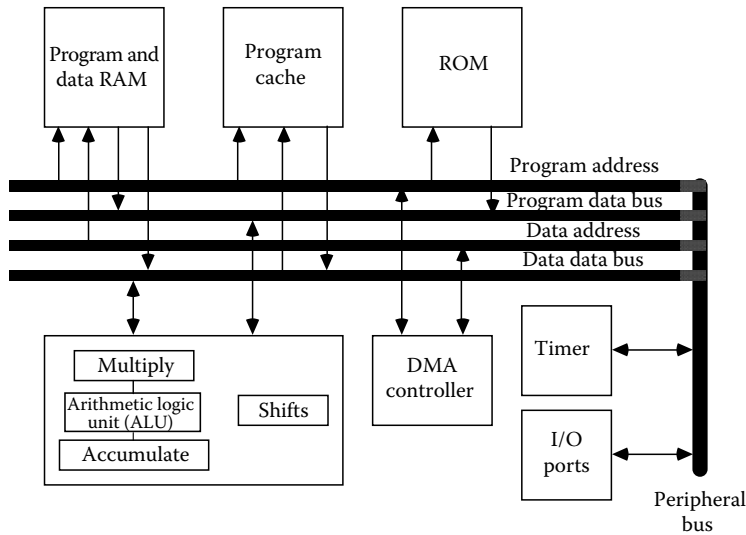 Program and
data RAM
Program
cache
ROM
Program address
Program data bus
Data address
Data data bus
Multiply
Arithmetic logic
unit (ALU)
Accumulate
Shifts
DMA
controller
Timer
I/O
ports
Peripheral
bus